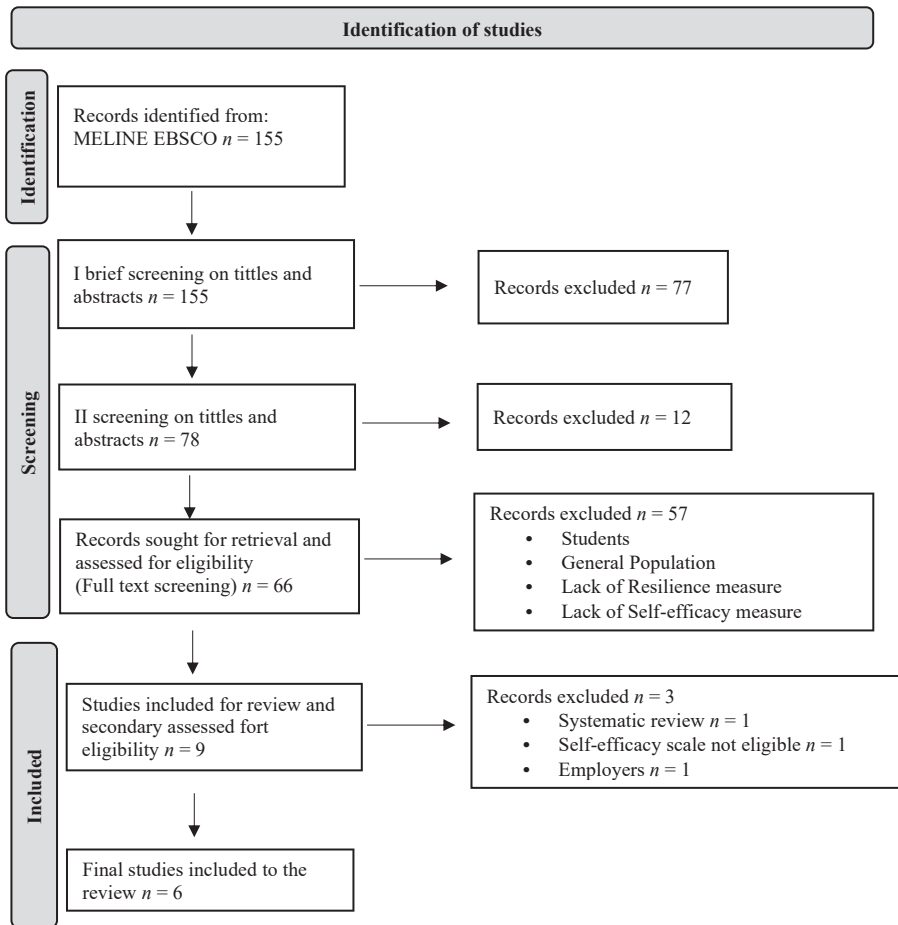 Identification of studies
Identification
Records identified from:
MELINE EBSCO n = 155
Screening
I brief screening on tittles and
abstracts n = 155
Records excluded n = 77
II screening on tittles and
abstracts n = 78
Records excluded n = 12
Records sought for retrieval and
assessed for eligibility
(Full text screening) n = 66
Records excluded n = 57
• Students
• General Population
• Lack of Resilience measure
• Lack of Self-efficacy measure
Included
Studies included for review and
secondary assessed fort
eligibility n = 9
Records excluded n = 3
• Systematic review n = 1
• Self-efficacy scale not eligible n = 1
• Employers n = 1
Final studies included to the
review n = 6